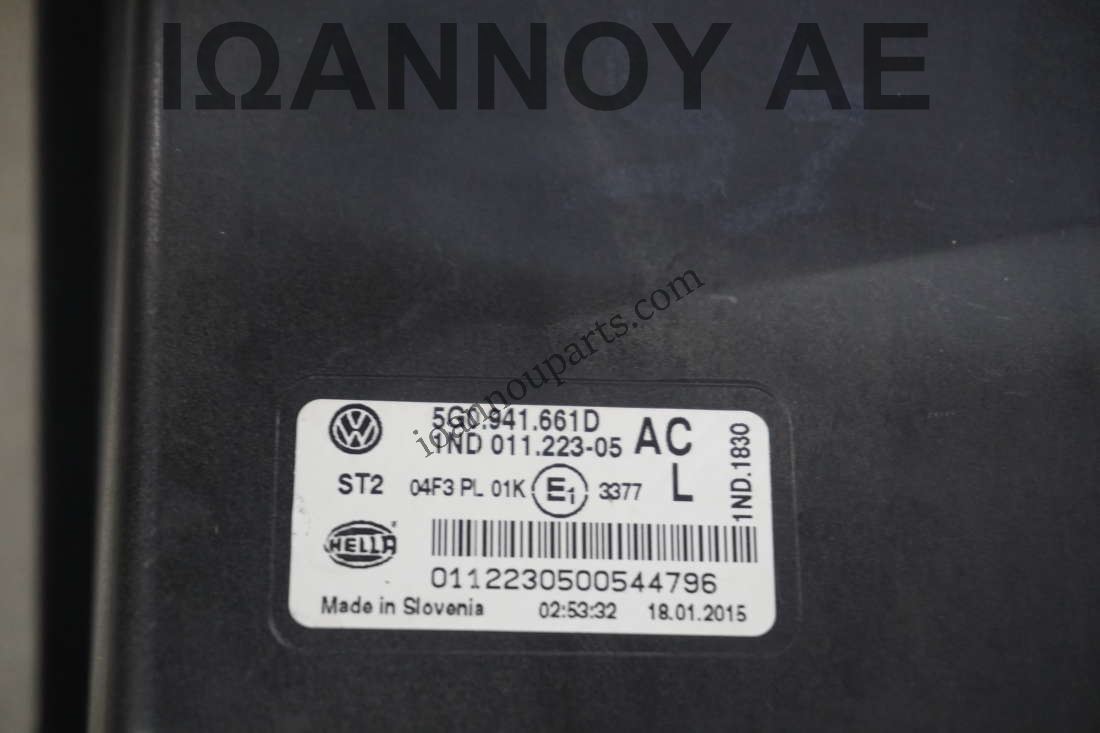 ΙΩΑΝΝΟΥ ΑΕ
ioannouparts.com
VW
5G0.941.661D
1ND 011.223-05
AC
1ND.1830
ST2 04F3 PL 01K E1 3377 L
HELLA
0112230500544796
Made in Slovenia 02:53:32 18.01.2015